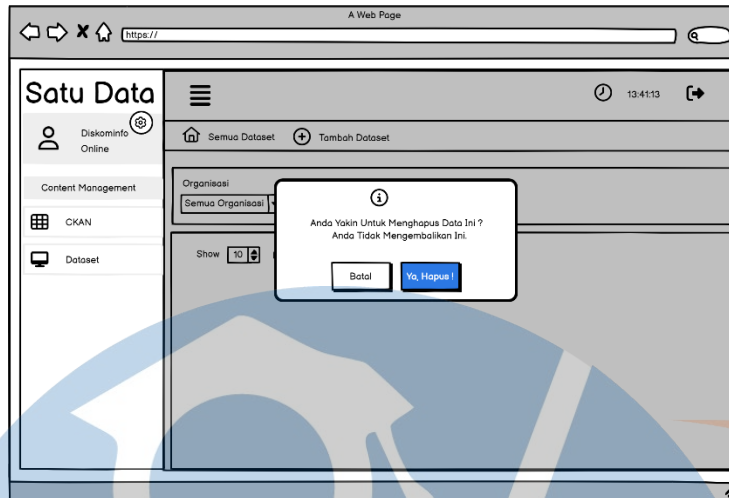 A Web Page
https://
Satu Data
13:41:13
Diskominfo
Online
Semua Dataset
Tambah Dataset
Content Management
CKAN
Dataset
Organisasi
Semua Organisasi
Show 10
Anda Yakin Untuk Menghapus Data Ini ?
Anda Tidak Mengembalikan Ini.
Batal
Ya, Hapus !